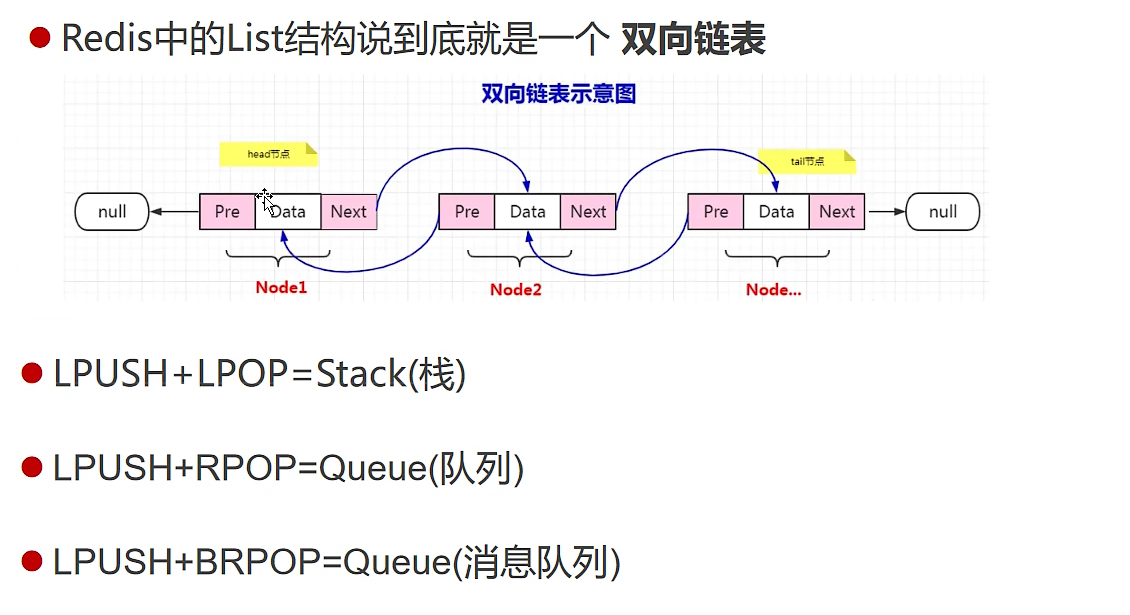 Redis中的List结构说到底就是一个 双向链表
双向链表示意图
head节点
tail节点
null Pre Data Next Pre Data Next Pre Data Next null
Node1 Node2 Node...
LPUSH+LPOP=Stack(栈)
LPUSH+RPOP=Queue(队列)
LPUSH+BRPOP=Queue(消息队列)